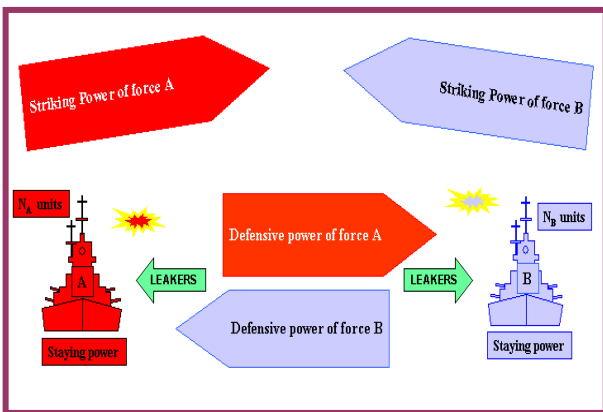 Striking Power of force A
Striking Power of force B
N_A units
N_B units
Defensive power of force A
A
LEAKERS
LEAKERS
B
Defensive power of force B
Staying power
Staying power